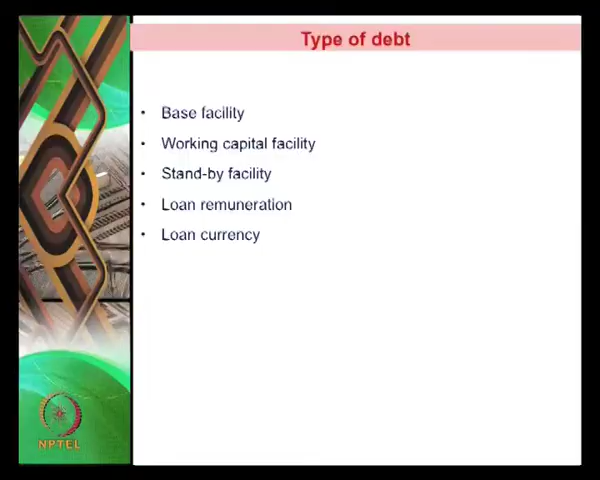 Type of debt
• Base facility
• Working capital facility
• Stand-by facility
• Loan remuneration
• Loan currency
NPTEL